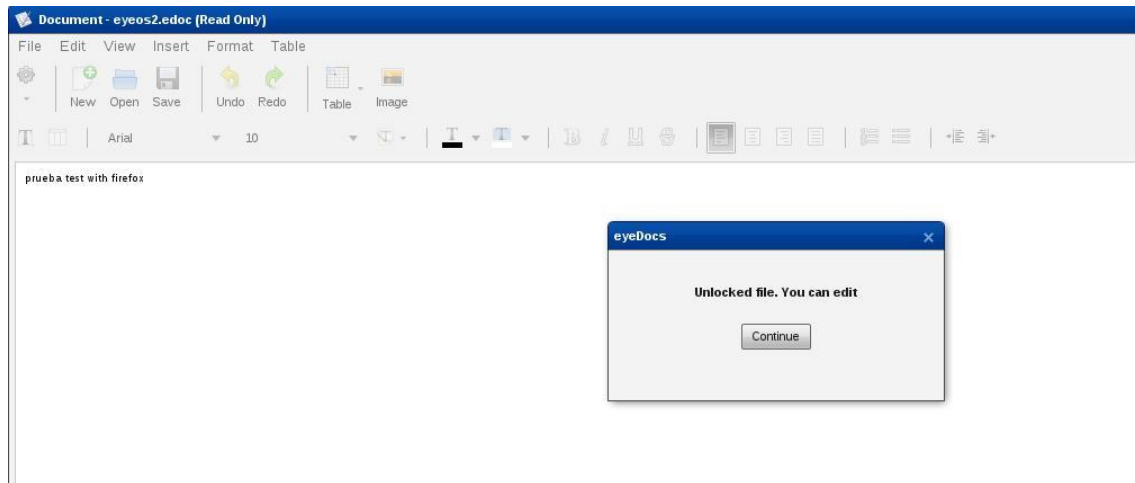 Document - eyeos2.edoc (Read Only)
File Edit View Insert Format Table
New Open Save Undo Redo Table Image
Arial 10
prueba test with firefox
eyeDocs
Unlocked file. You can edit
Continue